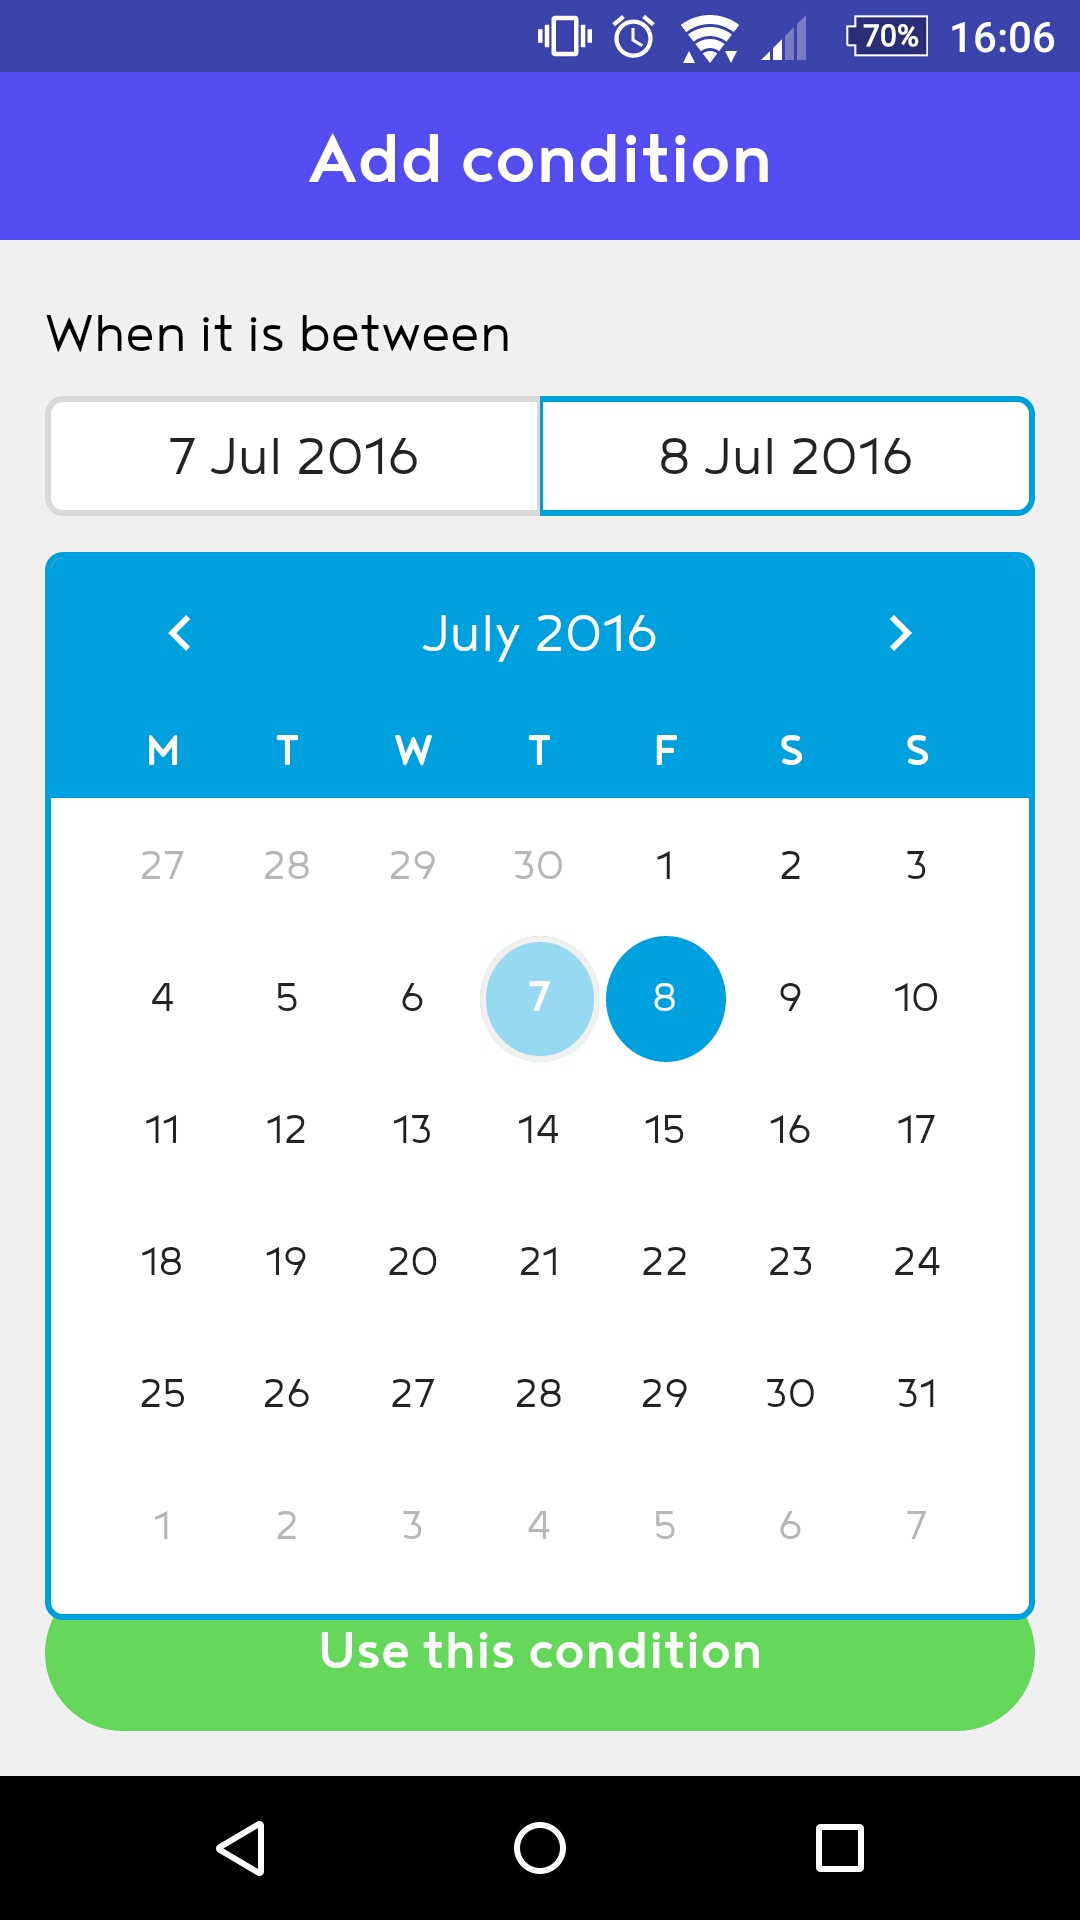 70% 16:06
Add condition
When it is between
7 Jul 2016 8 Jul 2016
July 2016
M T W T F S S
27 28 29 30 1 2 3
4 5 6 7 8 9 10
11 12 13 14 15 16 17
18 19 20 21 22 23 24
25 26 27 28 29 30 31
1 2 3 4 5 6 7
Use this condition